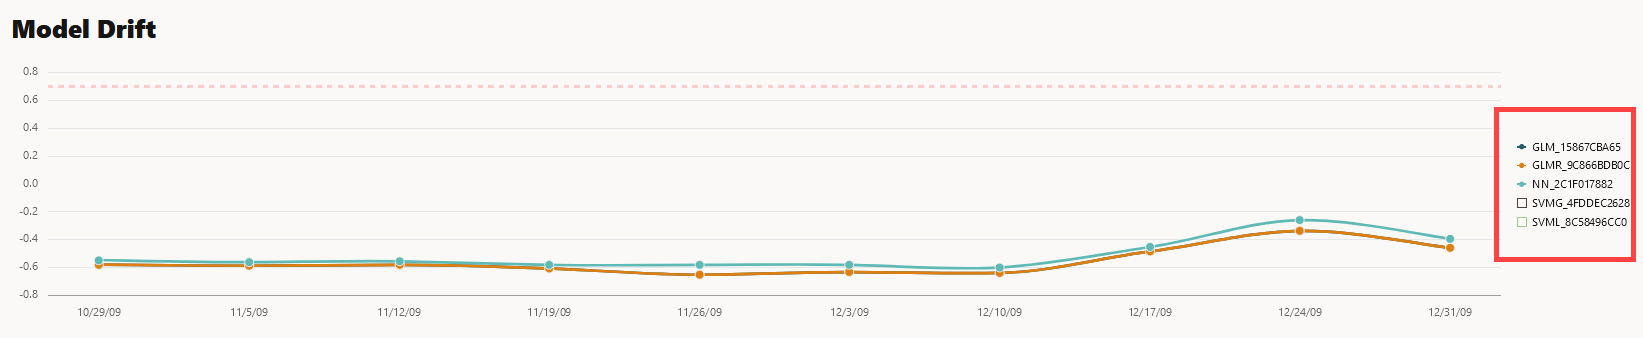 Model Drift
0.8
0.6
0.4
0.2
0.0
-0.2
-0.4
-0.6
-0.8
10/29/09 11/5/09 11/12/09 11/19/09 11/26/09 12/3/09 12/10/09 12/17/09 12/24/09 12/31/09
GLM_15867CBA65
GLMR_9C866BDB0C
NN_2C1F017882
SVMG_4FDDEC2628
SVML_8C58496CC0